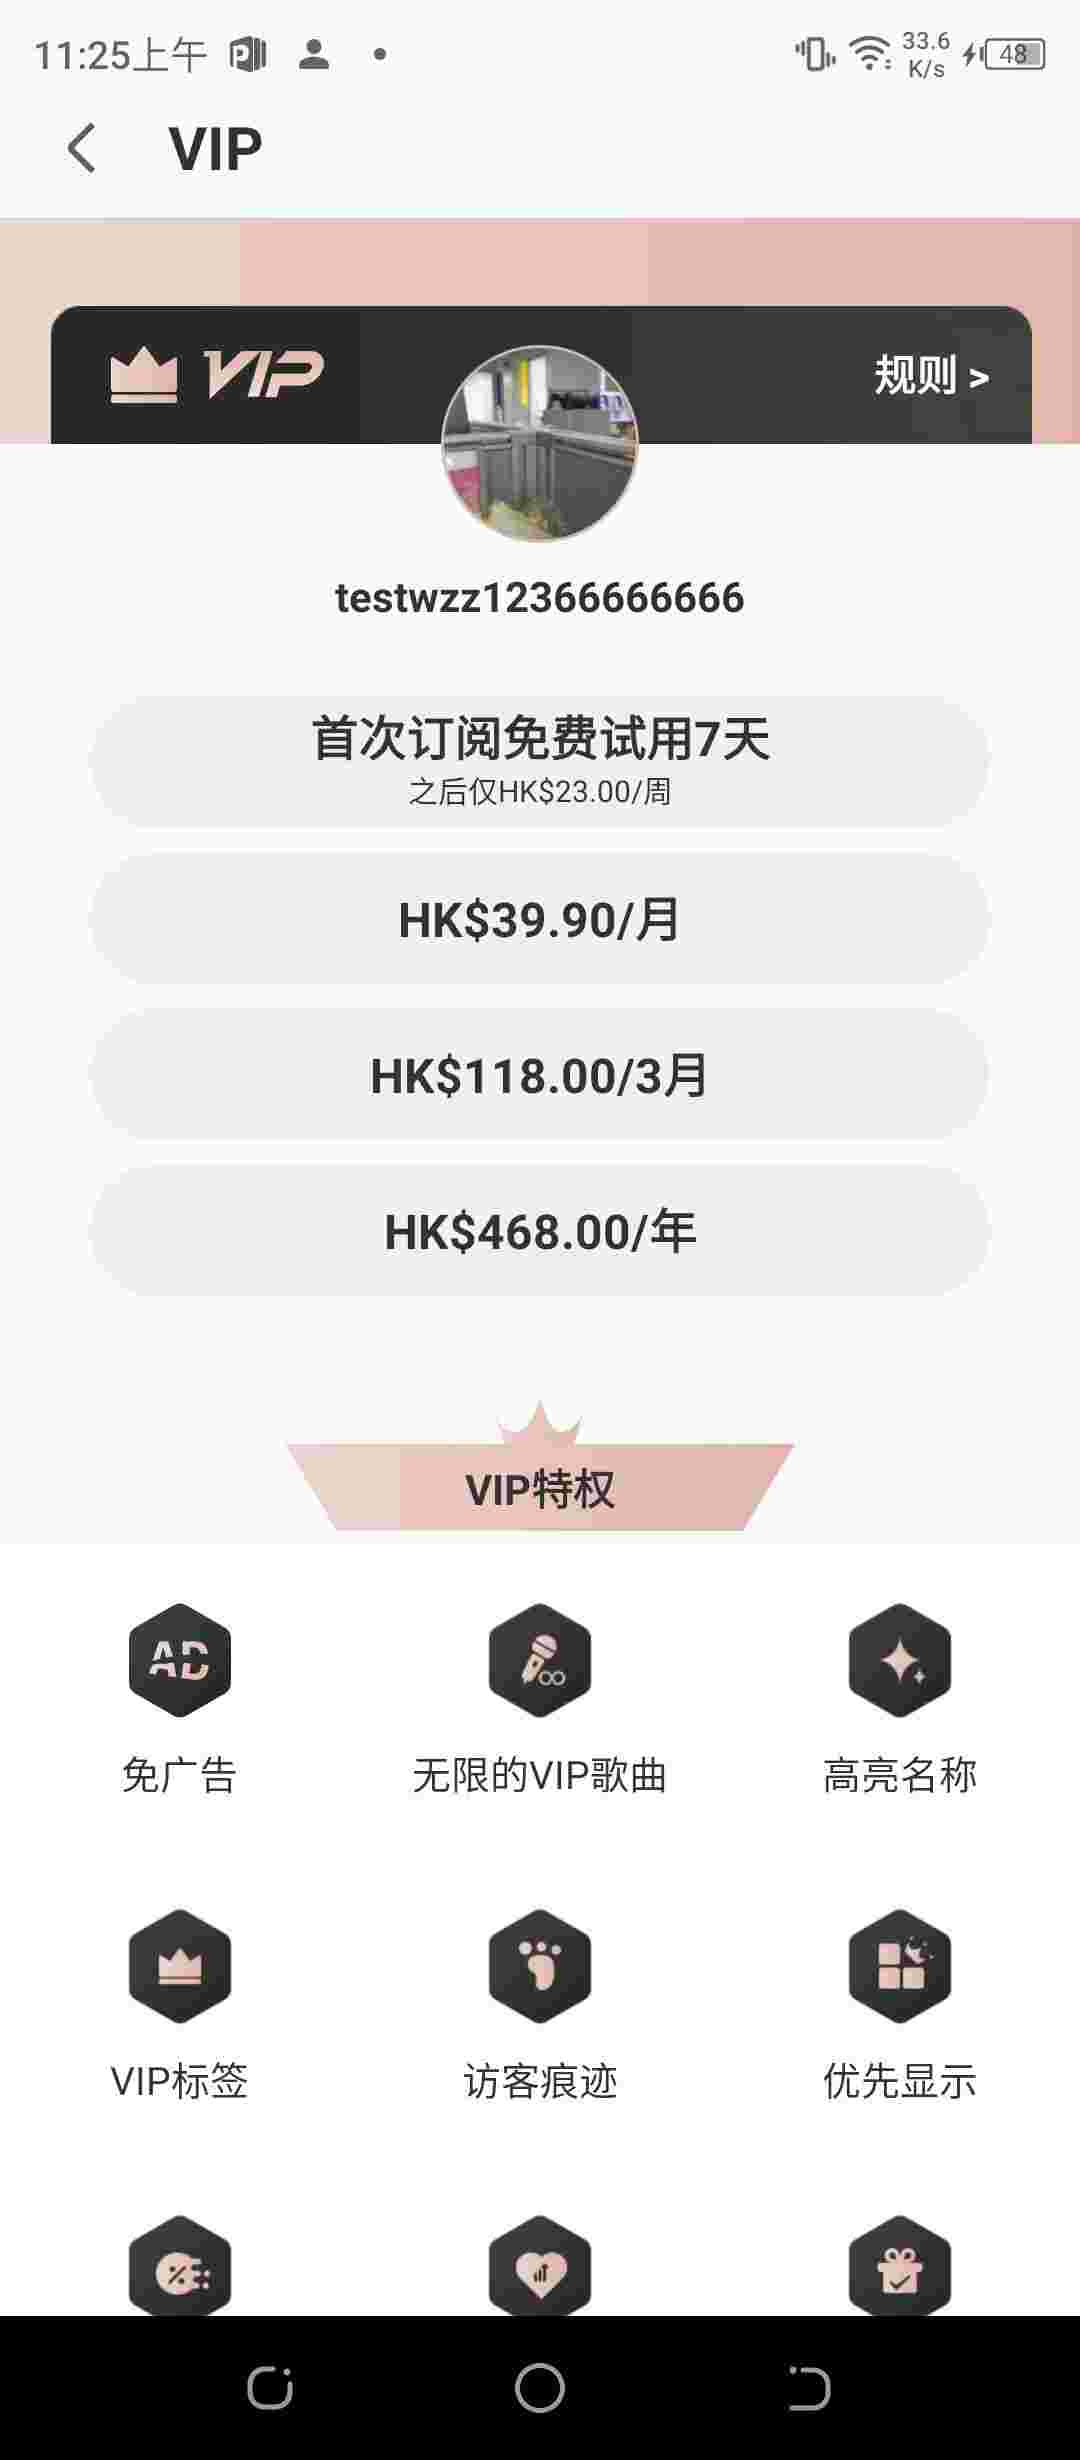 11:25上午
33.6
K/s
48
VIP
VIP
规则 >
testwzz12366666666
首次订阅免费试用7天
之后仅HK$23.00/周
HK$39.90/月
HK$118.00/3月
HK$468.00/年
VIP特权
AD
免广告
无限的VIP歌曲
高亮名称
VIP标签
访客痕迹
优先显示